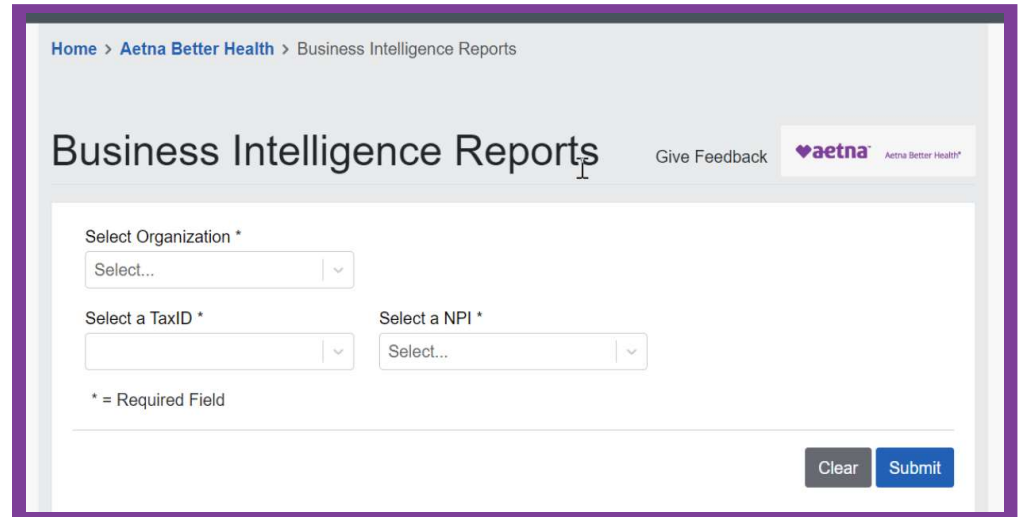 Home > Aetna Better Health > Business Intelligence Reports
Business Intelligence Reports
Give Feedback
aetna™ Aetna Better Health®
Select Organization *
Select...
Select a TaxID * Select a NPI *
Select...
* = Required Field
Clear Submit